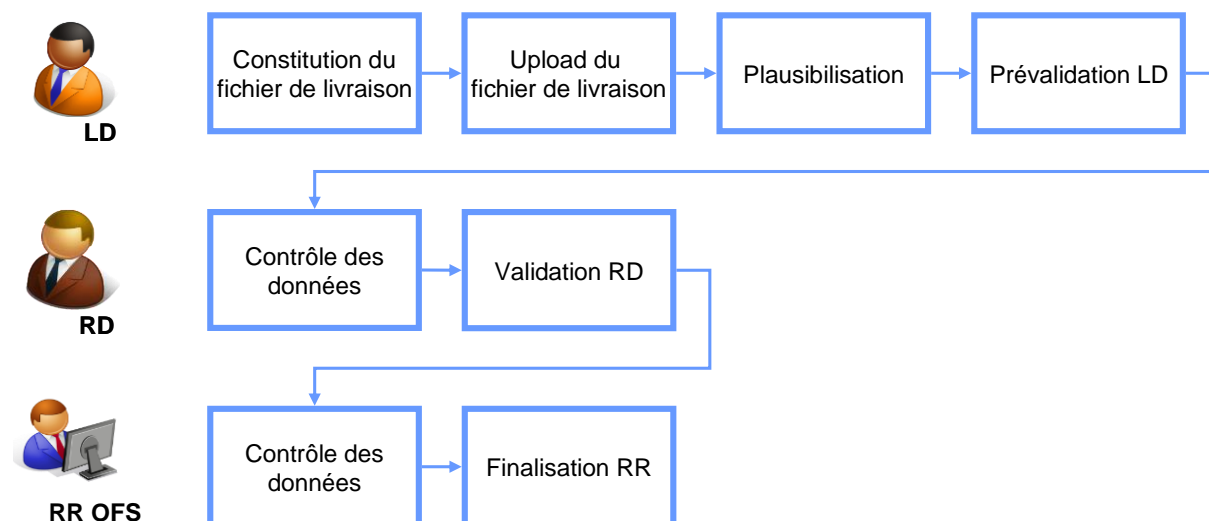 Constitution du
fichier de livraison
Upload du
fichier de livraison
Plausibilisation
Prévalidation LD
LD
Contrôle des
données
Validation RD
RD
Contrôle des
données
Finalisation RR
RR OFS